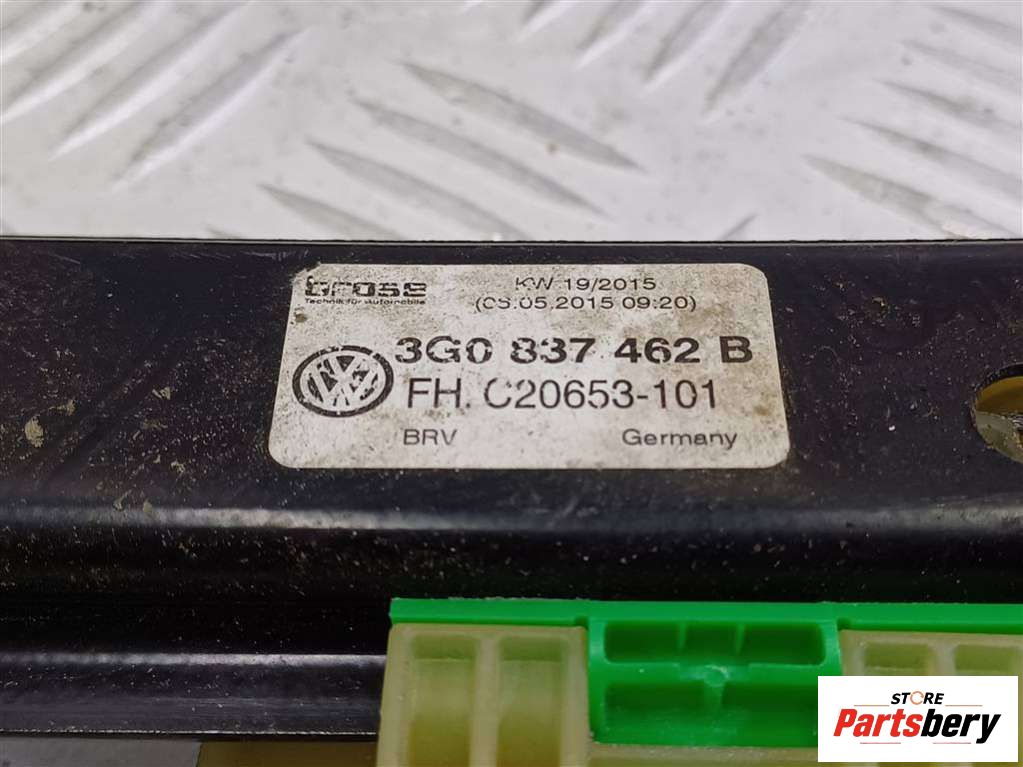 brose
Technik für Automobile
KW 19/2015
(08.05.2015 09:20)
3G0 837 462 B
FH. C20653-101
BRV Germany
STORE
Partsbery